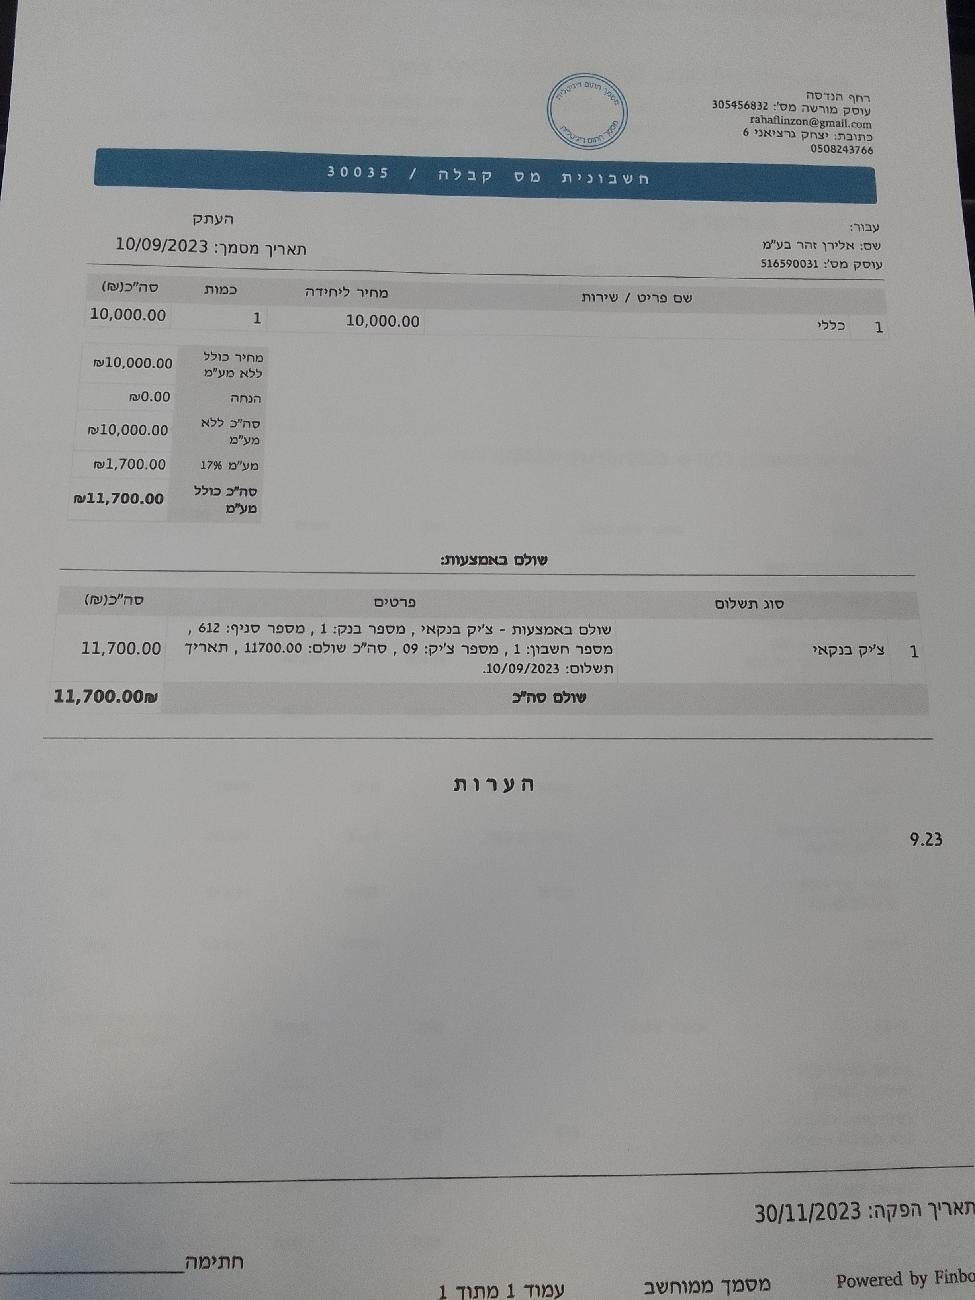 רחף הנדסה
עוסק מורשה מס': 305456832
rahaflinzon@gmail.com
כתובת: יצחק גרציאני 6
0508243766
מסמך חתום דיגיטלית
מסמך חתום דיגיטלית
חשבונית מס קבלה / 30035
העתק
תאריך מסמך: 10/09/2023
עבור:
שם: אלירן זהר בע"מ
עוסק מס': 516590031
שם פריט / שירות מחיר ליחידה כמות סה"כ(₪)
1 כללי 10,000.00 1 10,000.00
מחיר כולל ללא מע"מ ₪10,000.00
הנחה ₪0.00
סה"כ ללא מע"מ ₪10,000.00
מע"מ 17% ₪1,700.00
סה"כ כולל מע"מ ₪11,700.00
שולם באמצעות:
סוג תשלום פרטים סה"כ(₪)
שולם באמצעות - צ'יק בנקאי , מספר בנק: 1 , מספר סניף: 612 ,
1 צ'יק בנקאי מספר חשבון: 1 , מספר צ'יק: 09 , סה"כ שולם: 11700.00 , תאריך 11,700.00
תשלום: 10/09/2023.
שולם סה"כ 11,700.00₪
הערות
9.23
תאריך הפקה: 30/11/2023
חתימה
Powered by Finbo מסמך ממוחשב עמוד 1 מתוך 1